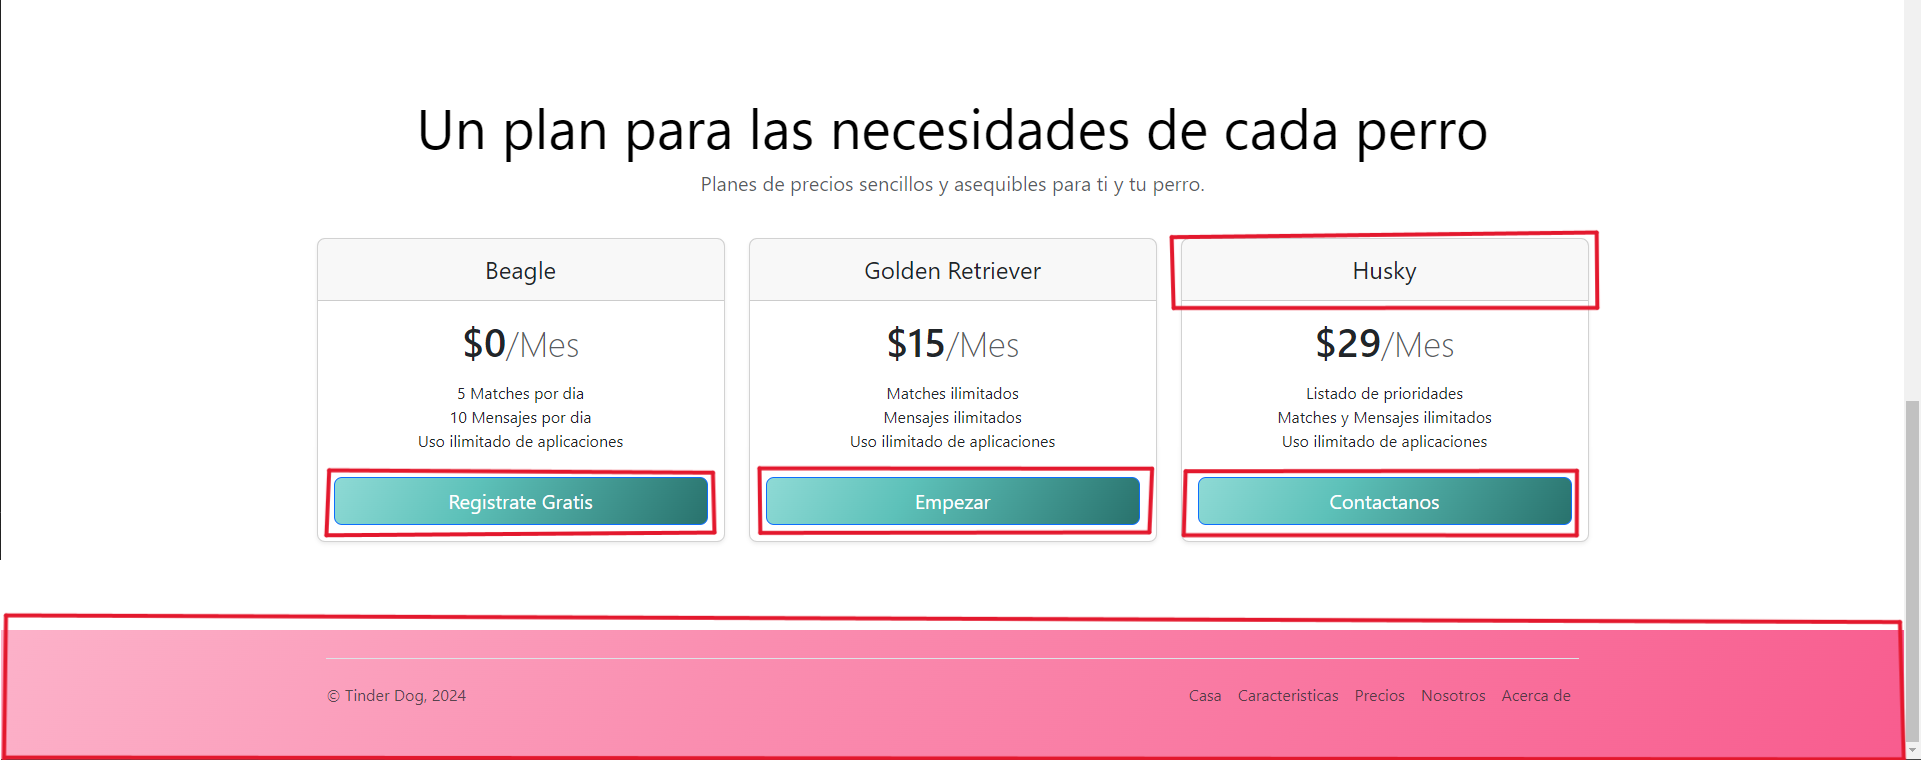 Un plan para las necesidades de cada perro
Planes de precios sencillos y asequibles para ti y tu perro.
Beagle
$0/Mes
5 Matches por dia
10 Mensajes por dia
Uso ilimitado de aplicaciones
Registrate Gratis
Golden Retriever
$15/Mes
Matches ilimitados
Mensajes ilimitados
Uso ilimitado de aplicaciones
Empezar
Husky
$29/Mes
Listado de prioridades
Matches y Mensajes ilimitados
Uso ilimitado de aplicaciones
Contactanos
© Tinder Dog, 2024
Casa Caracteristicas Precios Nosotros Acerca de